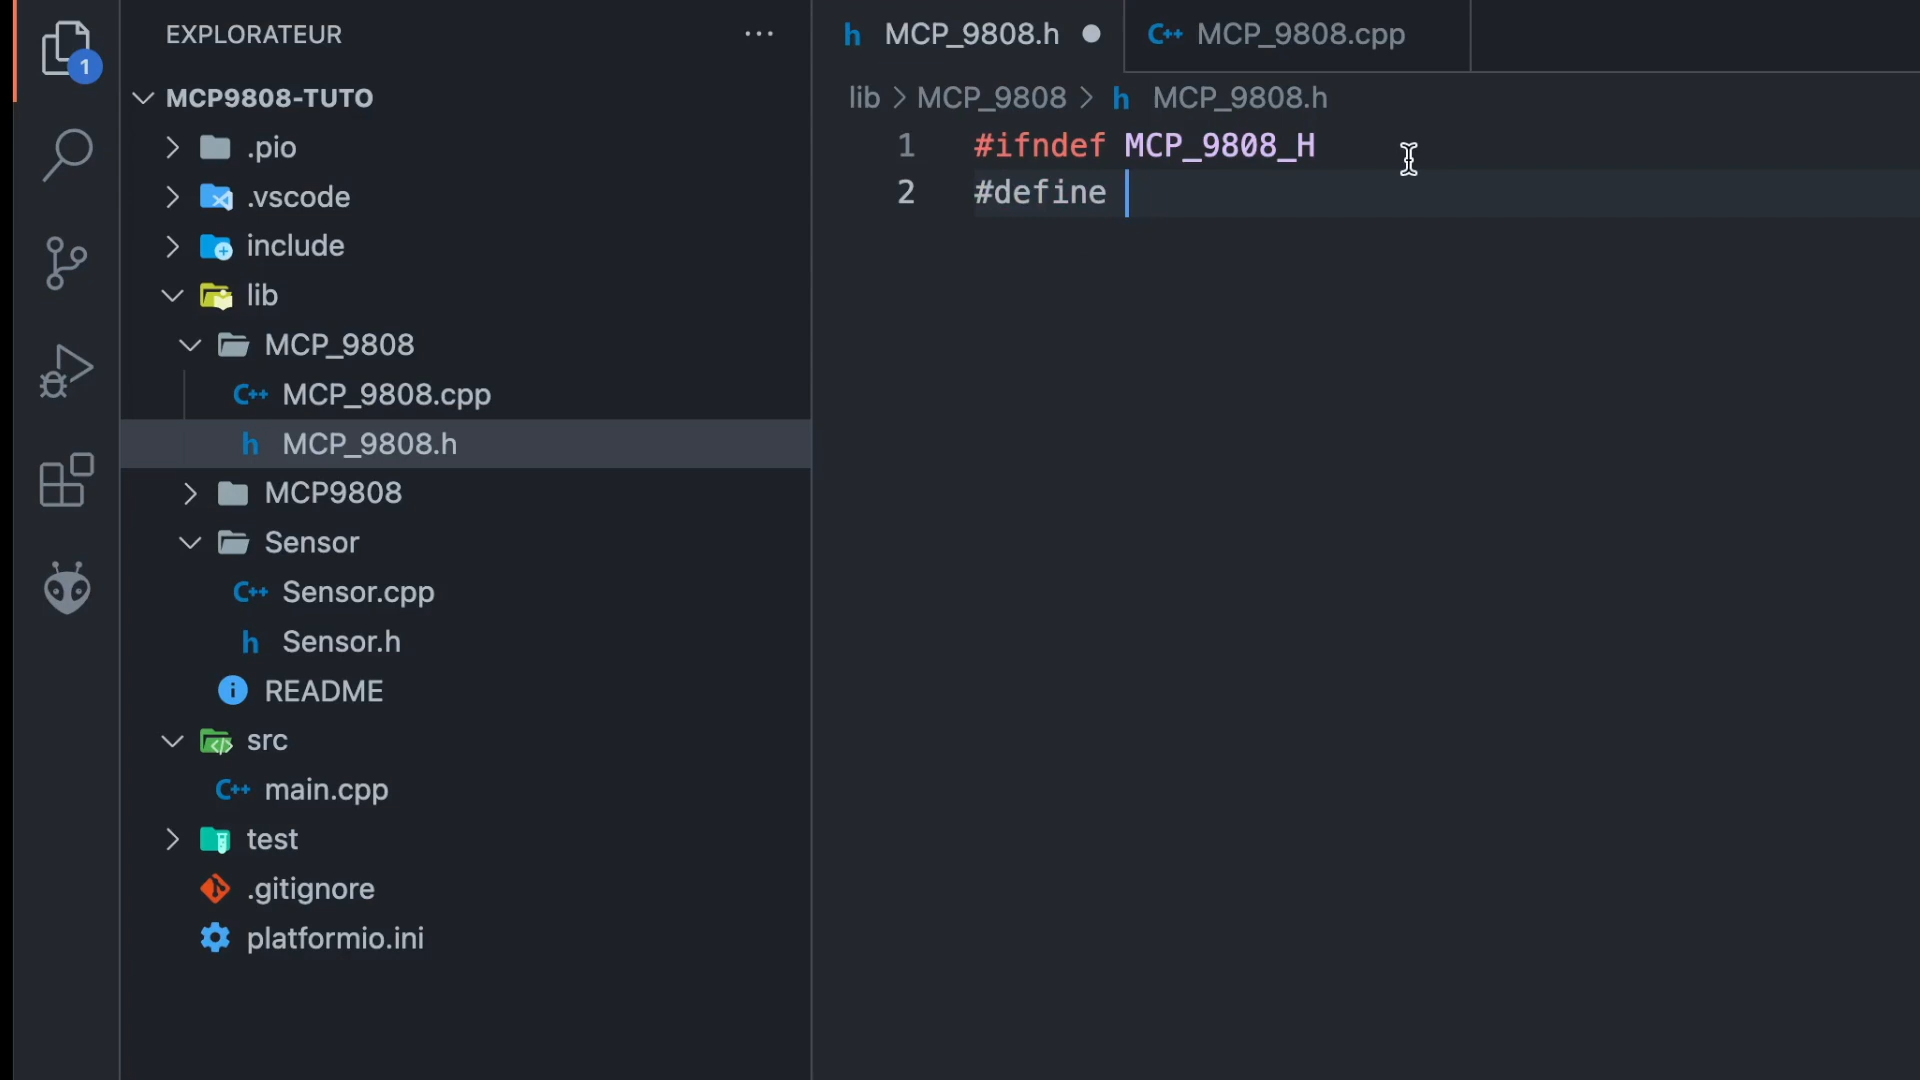 EXPLORATEUR
1
MCP9808-TUTO
.pio
.vscode
include
lib
MCP_9808
C++ MCP_9808.cpp
h MCP_9808.h
MCP9808
Sensor
C++ Sensor.cpp
h Sensor.h
README
src
C++ main.cpp
test
.gitignore
platformio.ini
h MCP_9808.h
C++ MCP_9808.cpp
lib > MCP_9808 > h MCP_9808.h
1 #ifndef MCP_9808_H
2 #define